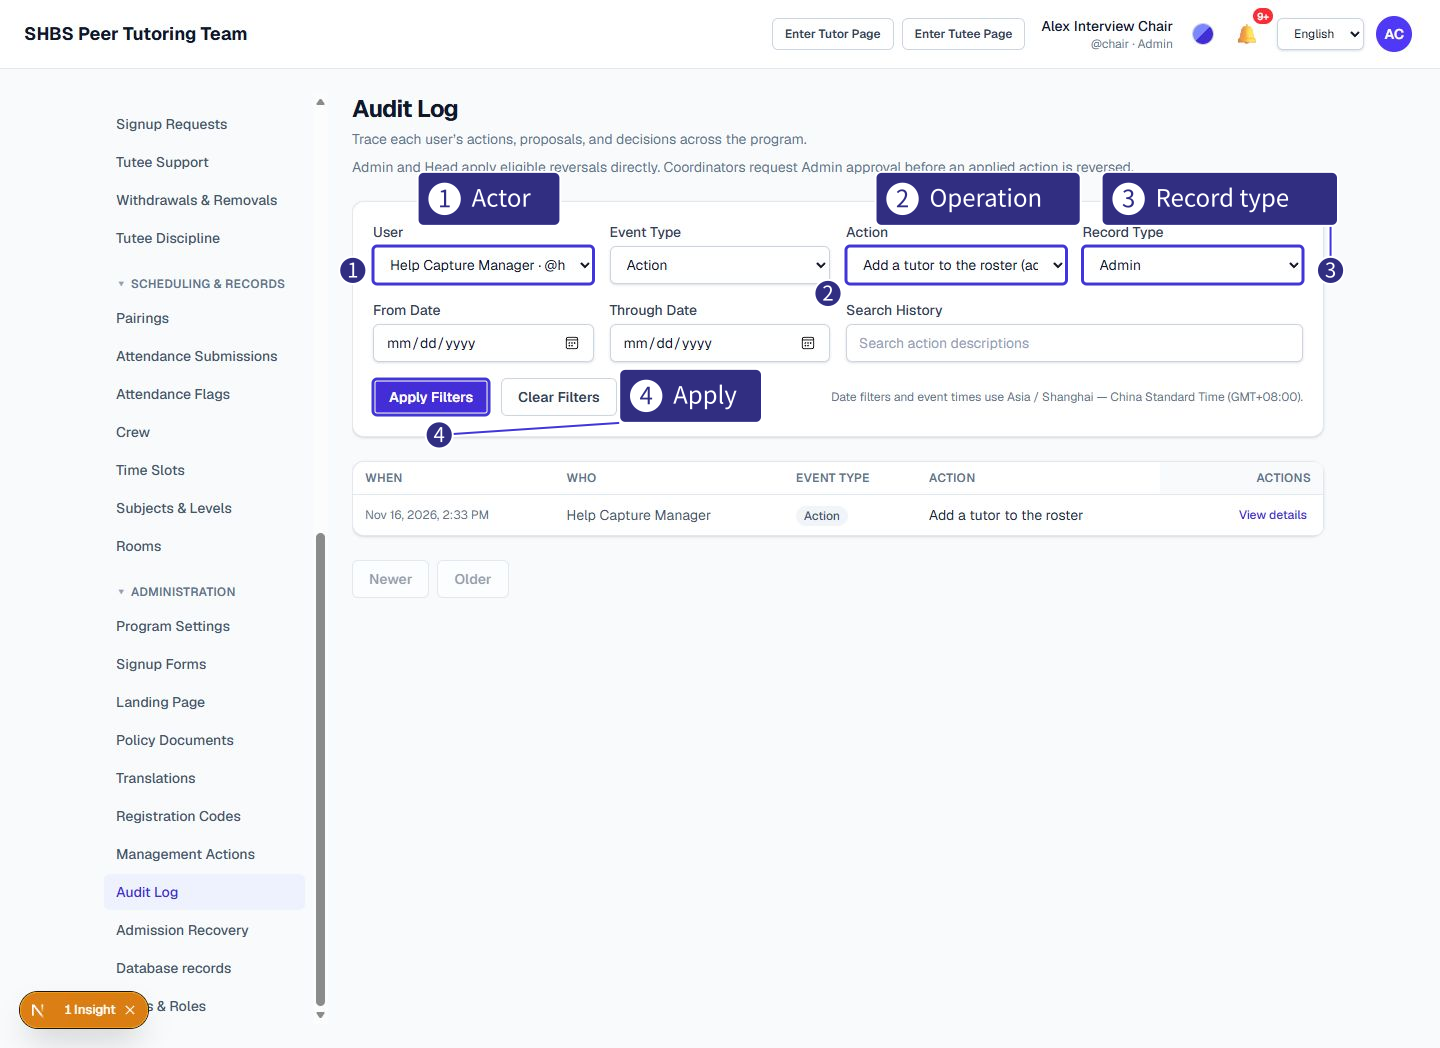 SHBS Peer Tutoring Team
Enter Tutor Page
Enter Tutee Page
Alex Interview Chair
@chair · Admin
9+
English
AC
Signup Requests
Tutee Support
Withdrawals & Removals
Tutee Discipline
SCHEDULING & RECORDS
Pairings
Attendance Submissions
Attendance Flags
Crew
Time Slots
Subjects & Levels
Rooms
ADMINISTRATION
Program Settings
Signup Forms
Landing Page
Policy Documents
Translations
Registration Codes
Management Actions
Audit Log
Admission Recovery
Database records
s & Roles
N 1 Insight
Audit Log
Trace each user's actions, proposals, and decisions across the program.
Admin and Head apply eligible reversals directly. Coordinators request Admin approval before an applied action is reversed.
1 Actor
2 Operation
3 Record type
User
Event Type
Action
Record Type
1
Help Capture Manager · @h
Action
Add a tutor to the roster (ac
Admin
3
2
From Date
Through Date
Search History
mm/dd/yyyy
mm/dd/yyyy
Search action descriptions
Apply Filters
Clear Filters
4 Apply
Date filters and event times use Asia / Shanghai — China Standard Time (GMT+08:00).
4
WHEN WHO EVENT TYPE ACTION ACTIONS
Nov 16, 2026, 2:33 PM Help Capture Manager Action Add a tutor to the roster View details
Newer
Older